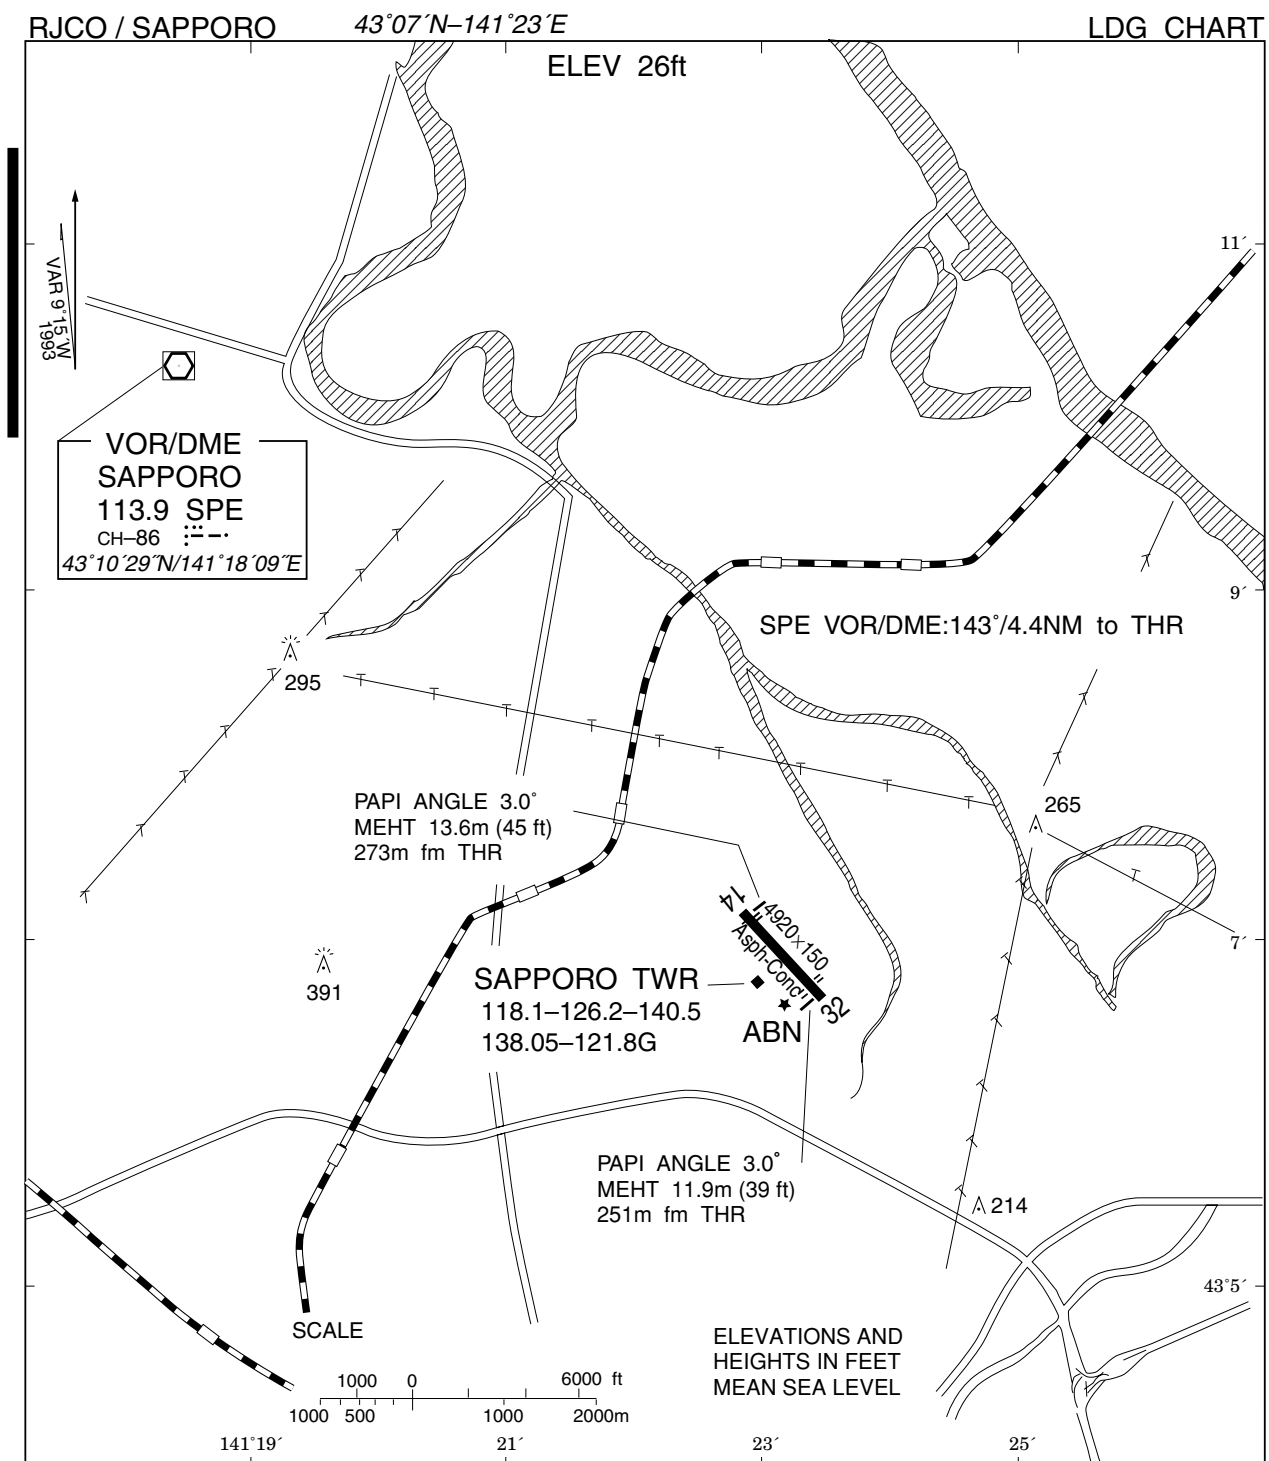 RJCO / SAPPORO
43°07´N–141°23´E
LDG CHART
ELEV 26ft
11´
VAR 9°15´W
1993
VOR/DME
SAPPORO
113.9 SPE
CH–86
43°10´29˝N/141°18´09˝E
9´
SPE VOR/DME:143°/4.4NM to THR
295
PAPI ANGLE 3.0°
MEHT 13.6m (45 ft)
273m fm THR
265
14
4920×150
Asph-Conc
32
7´
391
SAPPORO TWR
118.1–126.2–140.5
138.05–121.8G
ABN
PAPI ANGLE 3.0°
MEHT 11.9m (39 ft)
251m fm THR
214
43°5´
SCALE
ELEVATIONS AND
HEIGHTS IN FEET
MEAN SEA LEVEL
1000 0 6000 ft
1000 500 1000 2000m
141°19´ 21´ 23´ 25´